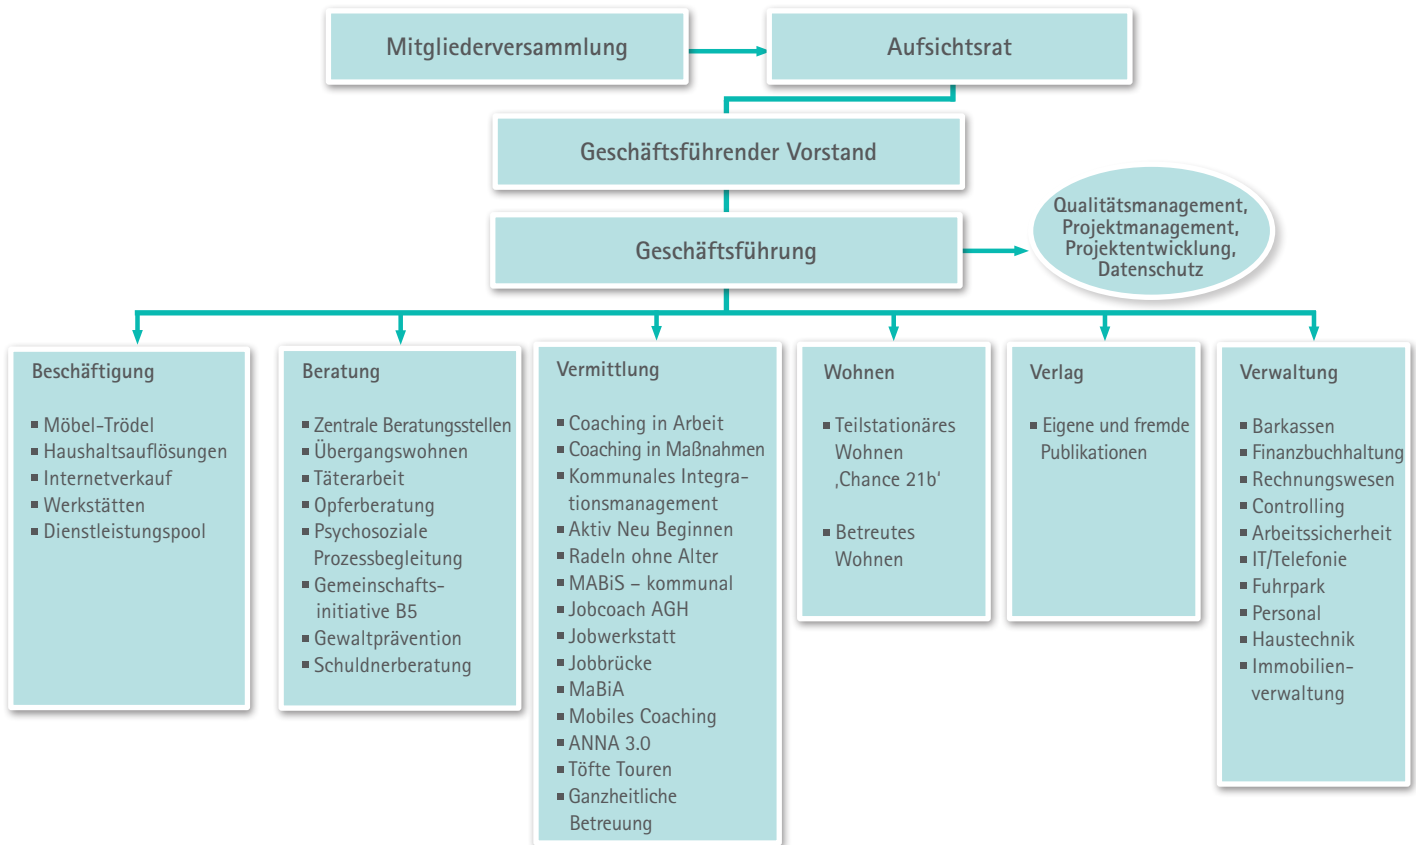 Mitgliederversammlung
Aufsichtsrat
Geschäftsführender Vorstand
Geschäftsführung
Qualitätsmanagement,
Projektmanagement,
Projektentwicklung,
Datenschutz
Beschäftigung
▪ Möbel-Trödel
▪ Haushaltsauflösungen
▪ Internetverkauf
▪ Werkstätten
▪ Dienstleistungspool
Beratung
▪ Zentrale Beratungsstellen
▪ Übergangswohnen
▪ Täterarbeit
▪ Opferberatung
▪ Psychosoziale
Prozessbegleitung
▪ Gemeinschafts-
initiative B5
▪ Gewaltprävention
▪ Schuldnerberatung
Vermittlung
▪ Coaching in Arbeit
▪ Coaching in Maßnahmen
▪ Kommunales Integra-
tionsmanagement
▪ Aktiv Neu Beginnen
▪ Radeln ohne Alter
▪ MABiS – kommunal
▪ Jobcoach AGH
▪ Jobwerkstatt
▪ Jobbrücke
▪ MaBiA
▪ Mobiles Coaching
▪ ANNA 3.0
▪ Töfte Touren
▪ Ganzheitliche
Betreuung
Wohnen
▪ Teilstationäres
Wohnen
‚Chance 21b‘
▪ Betreutes
Wohnen
Verlag
▪ Eigene und fremde
Publikationen
Verwaltung
▪ Barkassen
▪ Finanzbuchhaltung
▪ Rechnungswesen
▪ Controlling
▪ Arbeitssicherheit
▪ IT/Telefonie
▪ Fuhrpark
▪ Personal
▪ Haustechnik
▪ Immobilien-
verwaltung